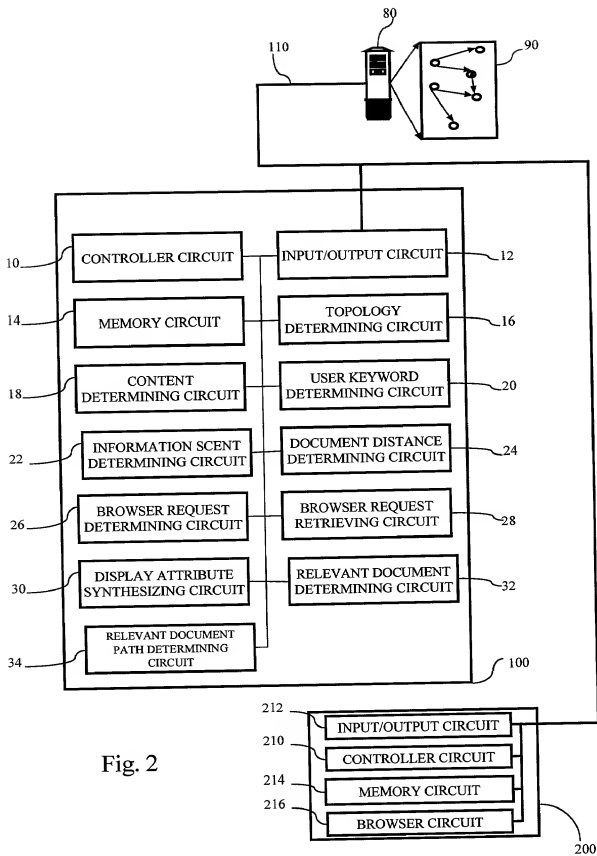 80
110
90
10
CONTROLLER CIRCUIT
INPUT/OUTPUT CIRCUIT
12
14
MEMORY CIRCUIT
TOPOLOGY
DETERMINING CIRCUIT
16
18
CONTENT
DETERMINING CIRCUIT
USER KEYWORD
DETERMINING CIRCUIT
20
22
INFORMATION SCENT
DETERMINING CIRCUIT
DOCUMENT DISTANCE
DETERMINING CIRCUIT
24
26
BROWSER REQUEST
DETERMINING CIRCUIT
BROWSER REQUEST
RETRIEVING CIRCUIT
28
30
DISPLAY ATTRIBUTE
SYNTHESIZING CIRCUIT
RELEVANT DOCUMENT
DETERMINING CIRCUIT
32
34
RELEVANT DOCUMENT
PATH DETERMINING
CIRCUIT
100
212
INPUT/OUTPUT CIRCUIT
210
CONTROLLER CIRCUIT
214
MEMORY CIRCUIT
216
BROWSER CIRCUIT
200
Fig. 2